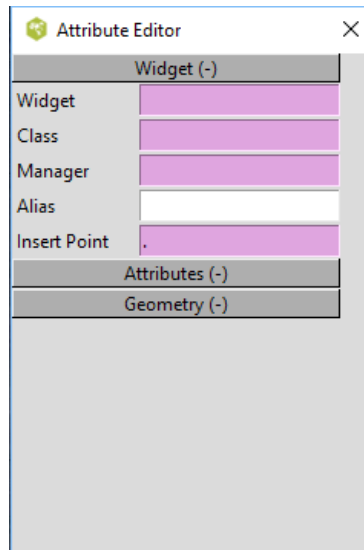 Attribute Editor
Widget (-)
Widget
Class
Manager
Alias
Insert Point .
Attributes (-)
Geometry (-)